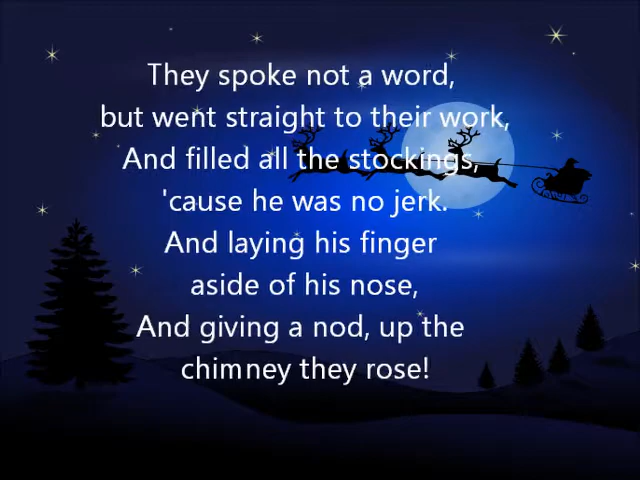 They spoke not a word,
but went straight to their work,
And filled all the stockings,
'cause he was no jerk.
And laying his finger
aside of his nose,
And giving a nod, up the
chimney they rose!